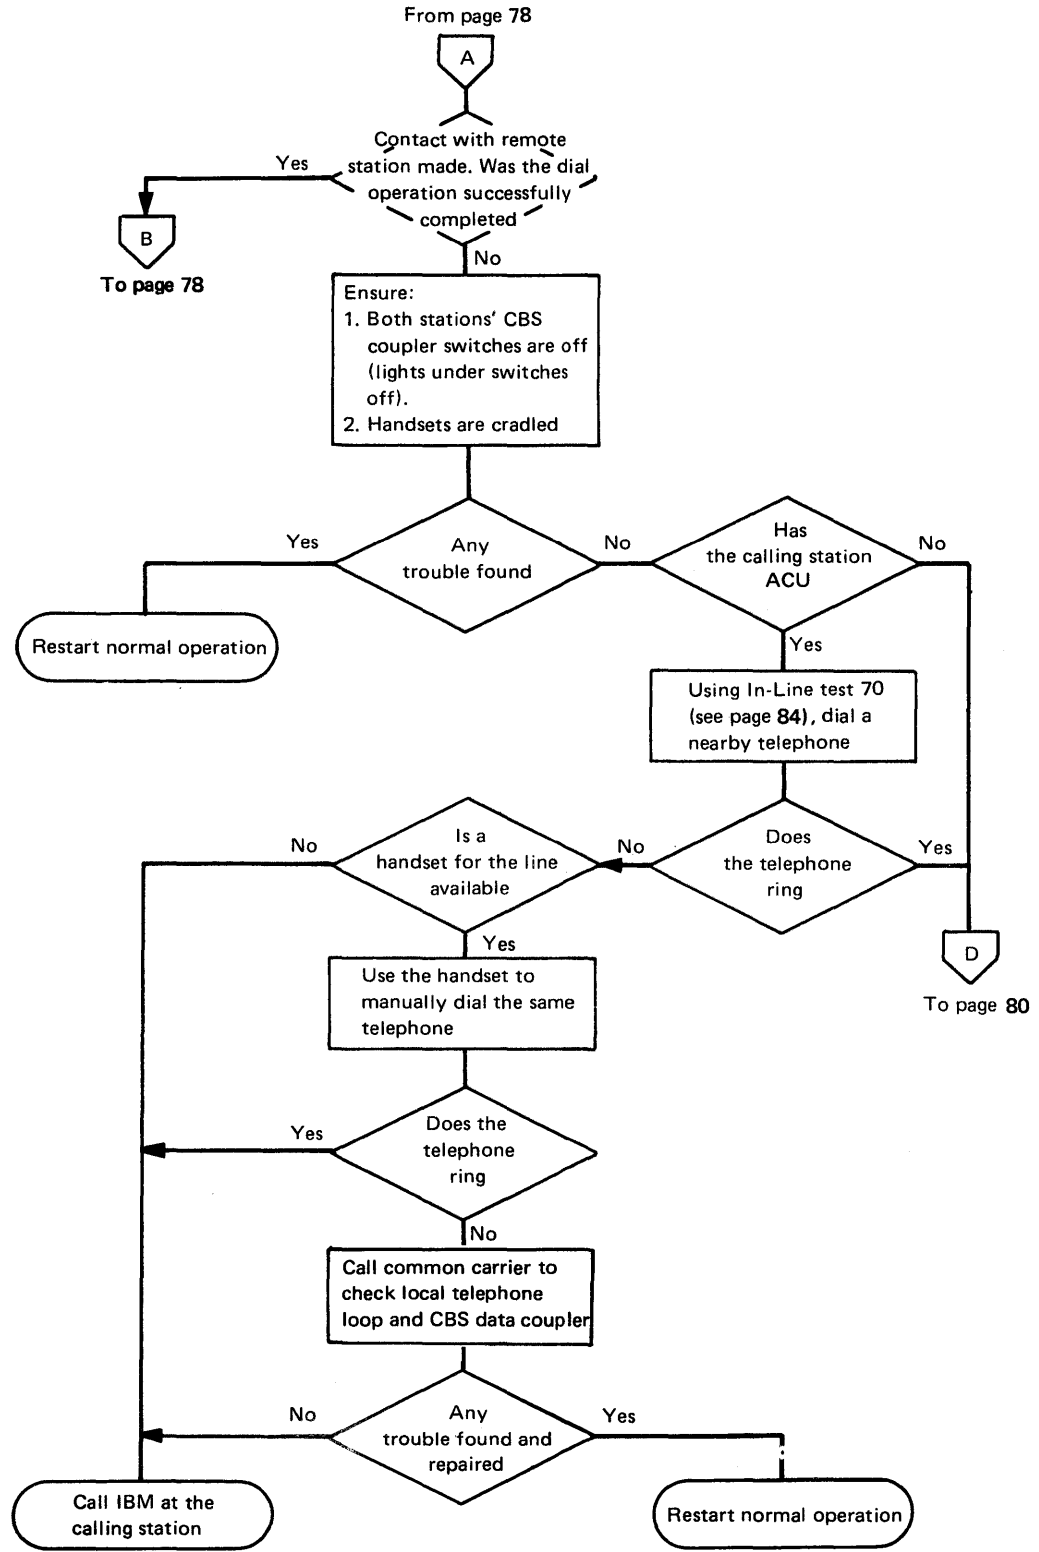 From page 78
A
Contact with remote
station made. Was the dial
operation successfully
completed
Yes
B
To page 78
No
Ensure:
1. Both stations' CBS
coupler switches are off
(lights under switches
off).
2. Handsets are cradled
Yes
Any
trouble found
No
Has
the calling station
ACU
No
Restart normal operation
Yes
Using In-Line test 70
(see page 84), dial a
nearby telephone
No
Is a
handset for the line
available
No
Does
the telephone
ring
Yes
D
To page 80
Yes
Use the handset to
manually dial the same
telephone
Yes
Does the
telephone
ring
No
Call common carrier to
check local telephone
loop and CBS data coupler
No
Any
trouble found and
repaired
Yes
Call IBM at the
calling station
Restart normal operation